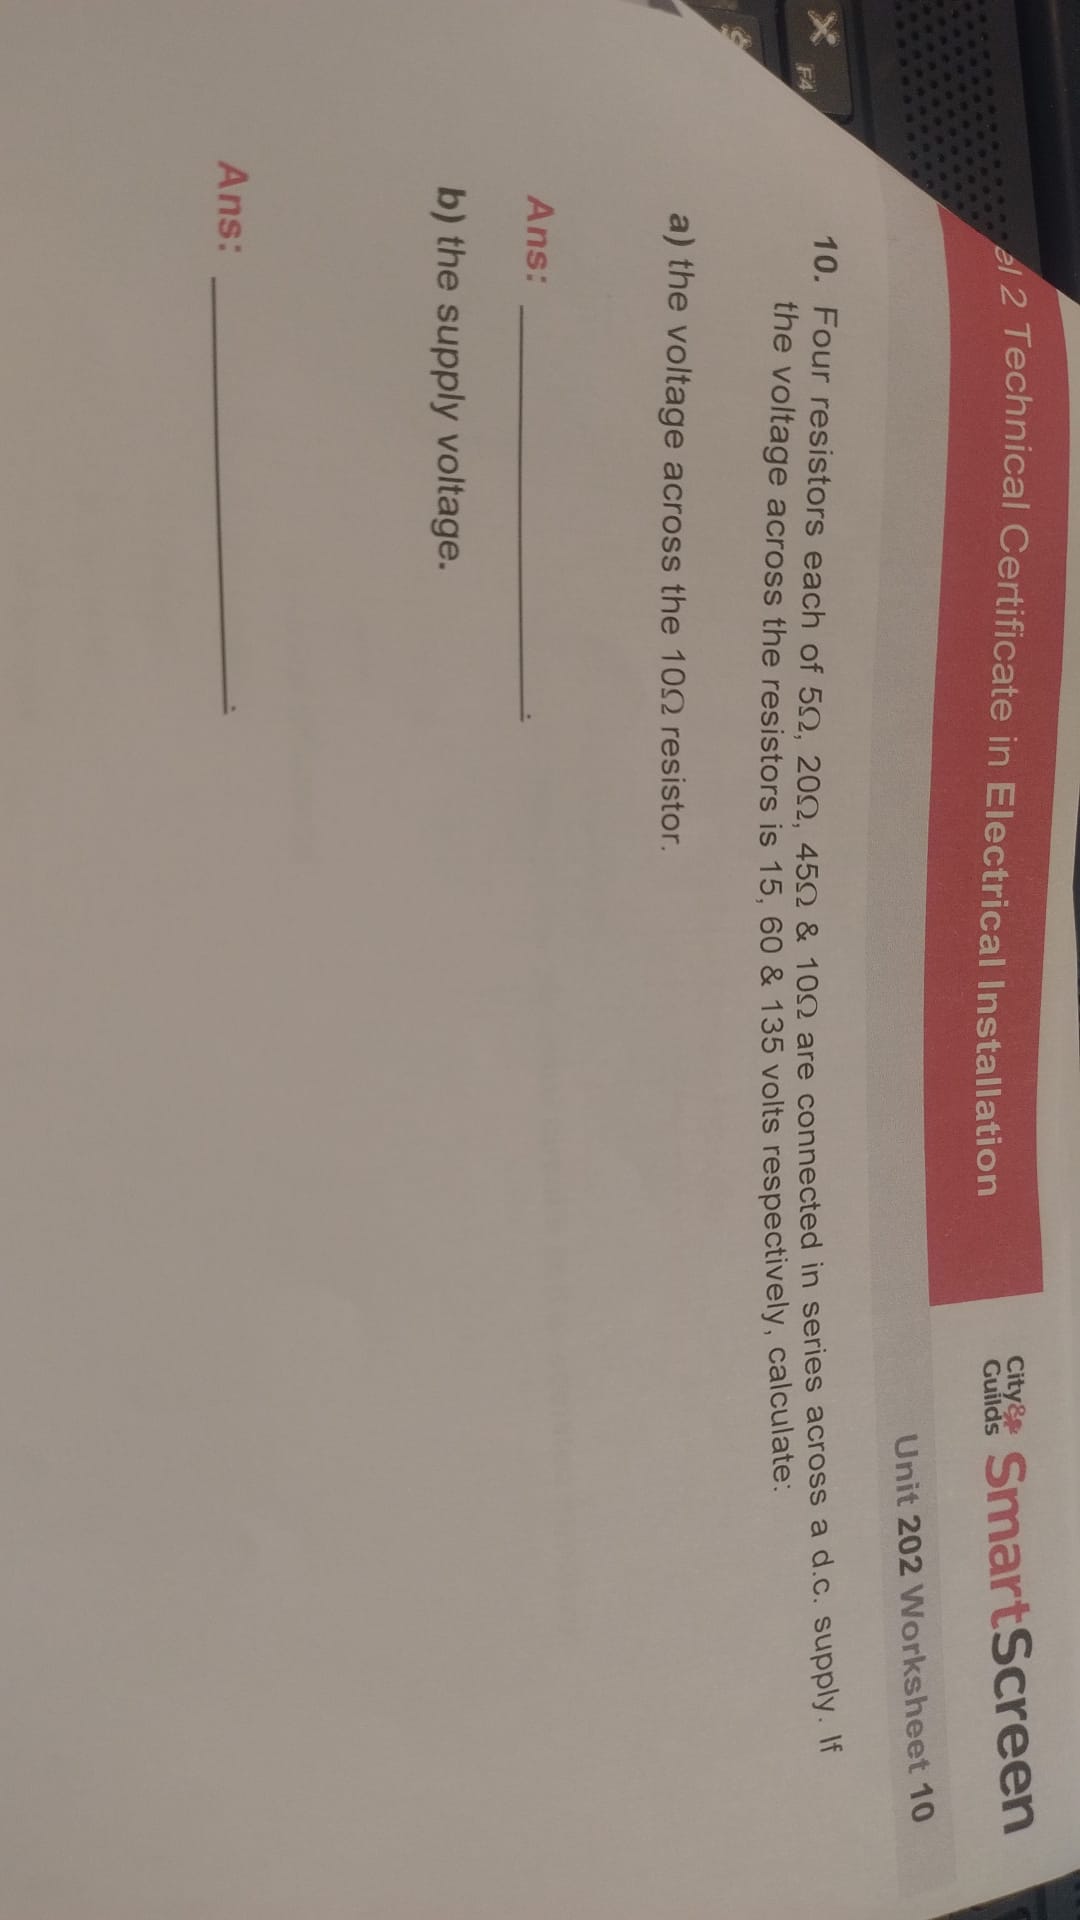 el 2 Technical Certificate in Electrical Installation
City& Guilds SmartScreen
Unit 202 Worksheet 10
F4
$
10. Four resistors each of 5Ω, 20Ω, 45Ω & 10Ω are connected in series across a d.c. supply. If
the voltage across the resistors is 15, 60 & 135 volts respectively, calculate:
a) the voltage across the 10Ω resistor.
Ans: ________________.
b) the supply voltage.
Ans: ________________.